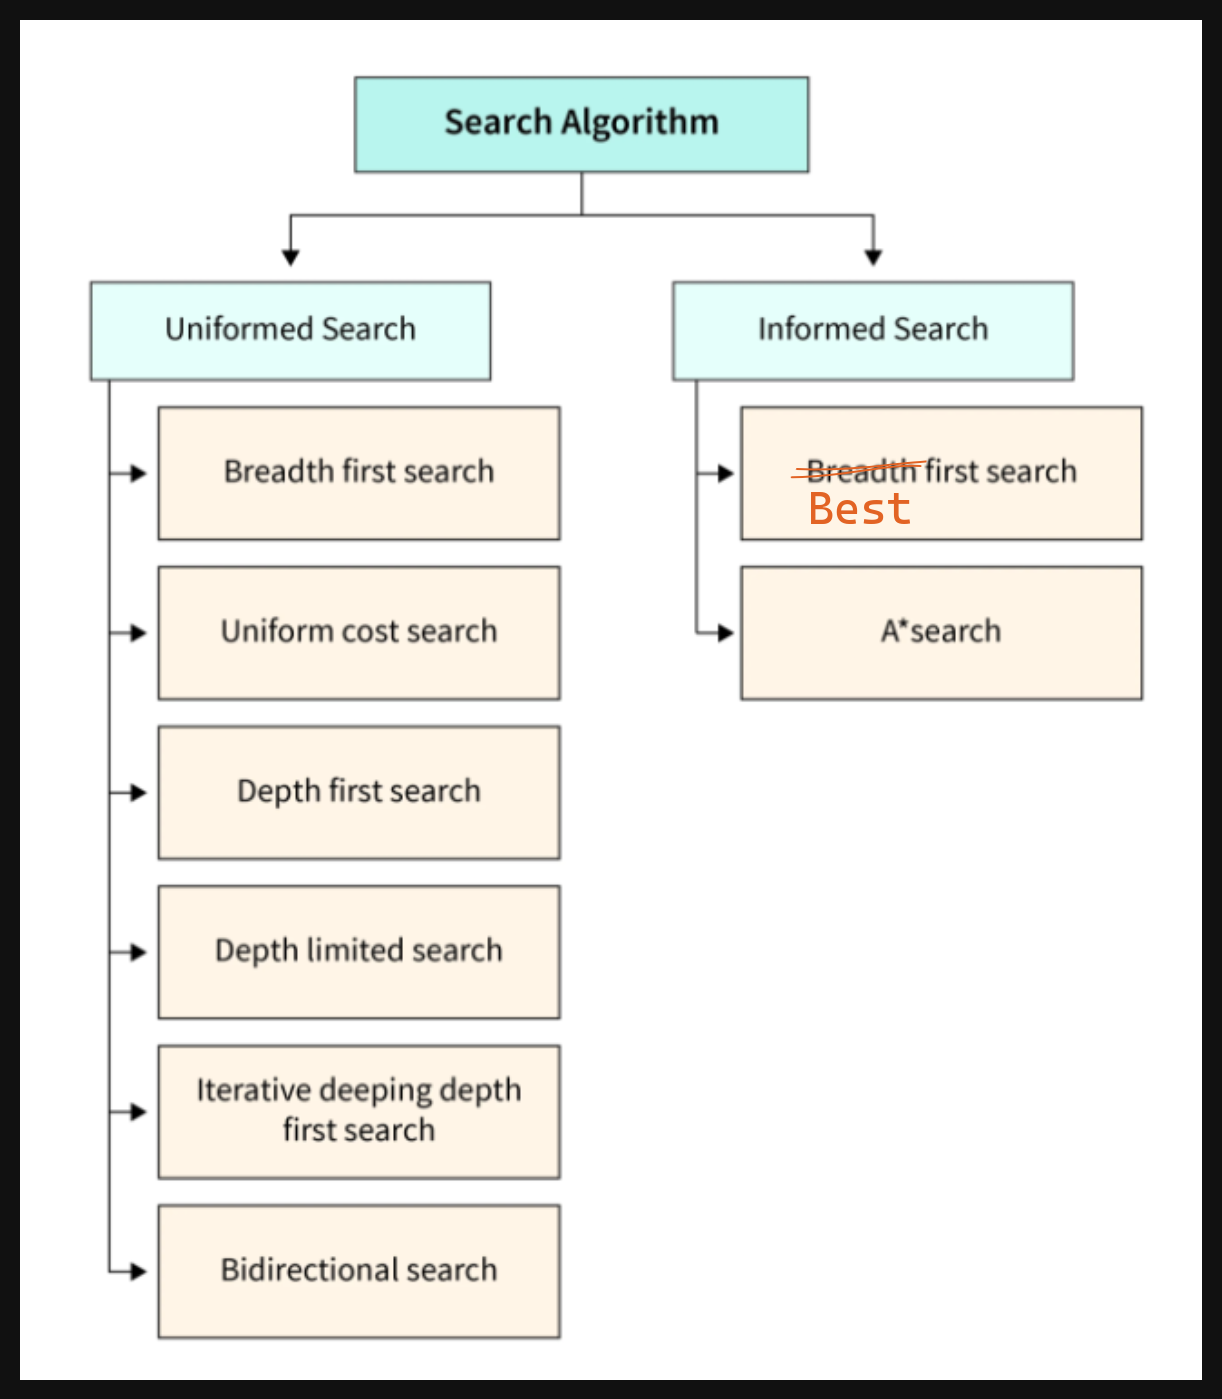 Search Algorithm
Uniformed Search
Breadth first search
Uniform cost search
Depth first search
Depth limited search
Iterative deeping depth
first search
Bidirectional search
Informed Search
Breadth first search
Best
A*search